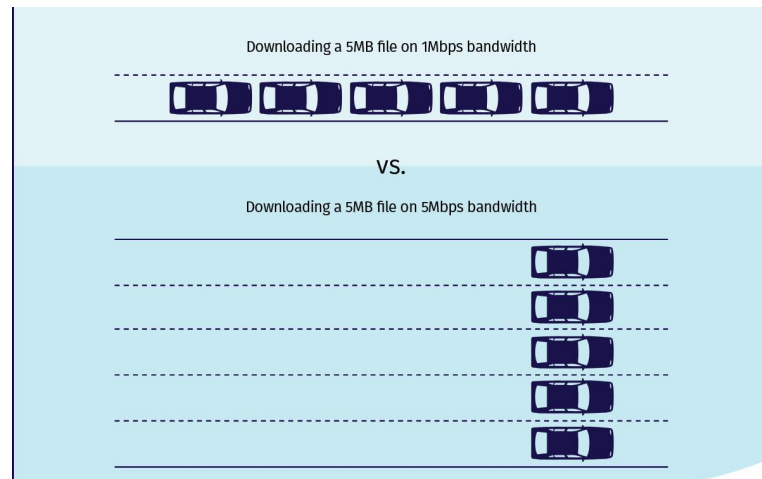 Downloading a 5MB file on 1Mbps bandwidth
vs.
Downloading a 5MB file on 5Mbps bandwidth